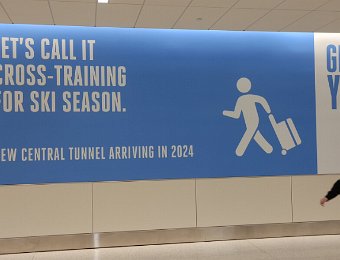 ET'S CALL IT
CROSS-TRAINING
FOR SKI SEASON.
EW CENTRAL TUNNEL ARRIVING IN 2024
G
Y